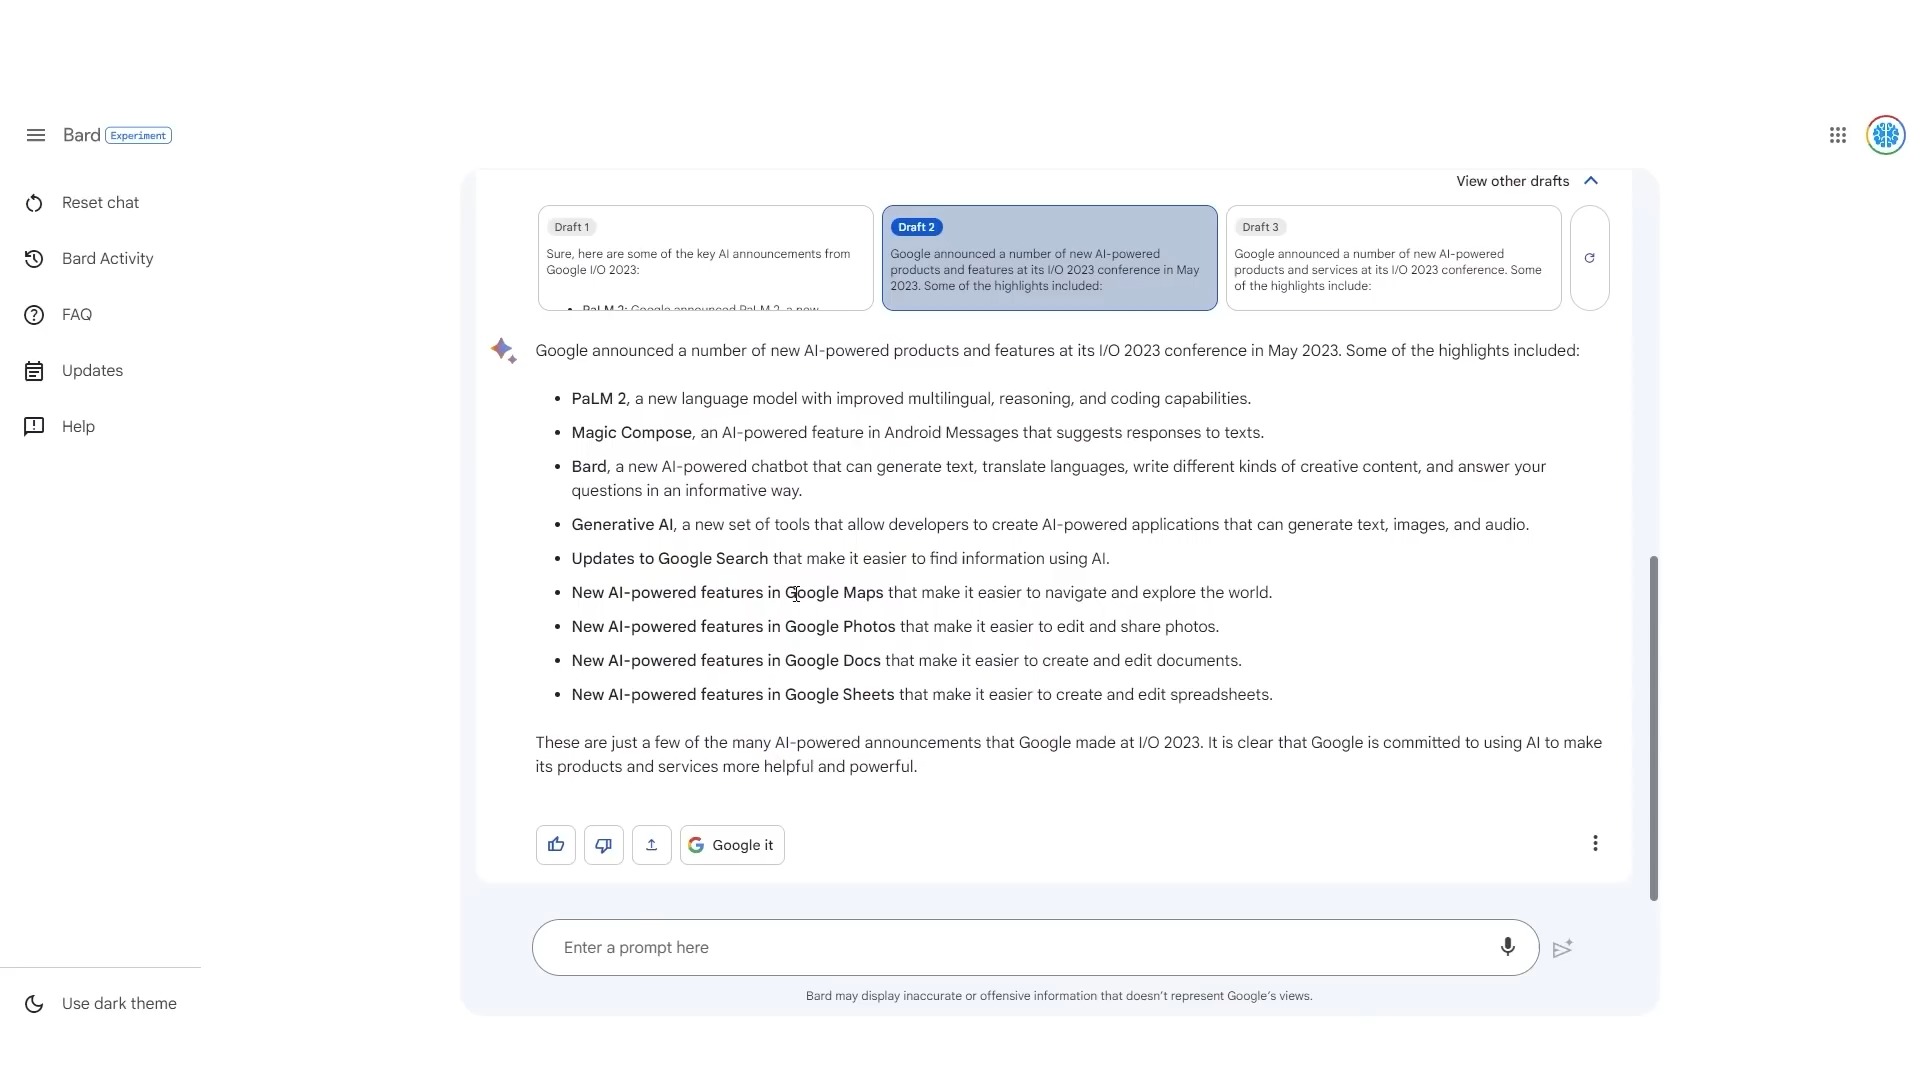 Bard Experiment
Reset chat
Bard Activity
FAQ
Updates
Help
Use dark theme
View other drafts
Draft 1
Sure, here are some of the key AI announcements from
Google I/O 2023:
• PaLM 2: Google announced PaLM 2, a new
Draft 2
Google announced a number of new AI-powered
products and features at its I/O 2023 conference in May
2023. Some of the highlights included:
Draft 3
Google announced a number of new AI-powered
products and services at its I/O 2023 conference. Some
of the highlights include:
Google announced a number of new AI-powered products and features at its I/O 2023 conference in May 2023. Some of the highlights included:
• PaLM 2, a new language model with improved multilingual, reasoning, and coding capabilities.
• Magic Compose, an AI-powered feature in Android Messages that suggests responses to texts.
• Bard, a new AI-powered chatbot that can generate text, translate languages, write different kinds of creative content, and answer your
questions in an informative way.
• Generative AI, a new set of tools that allow developers to create AI-powered applications that can generate text, images, and audio.
• Updates to Google Search that make it easier to find information using AI.
• New AI-powered features in Google Maps that make it easier to navigate and explore the world.
• New AI-powered features in Google Photos that make it easier to edit and share photos.
• New AI-powered features in Google Docs that make it easier to create and edit documents.
• New AI-powered features in Google Sheets that make it easier to create and edit spreadsheets.
These are just a few of the many AI-powered announcements that Google made at I/O 2023. It is clear that Google is committed to using AI to make
its products and services more helpful and powerful.
Google it
Enter a prompt here
Bard may display inaccurate or offensive information that doesn't represent Google's views.